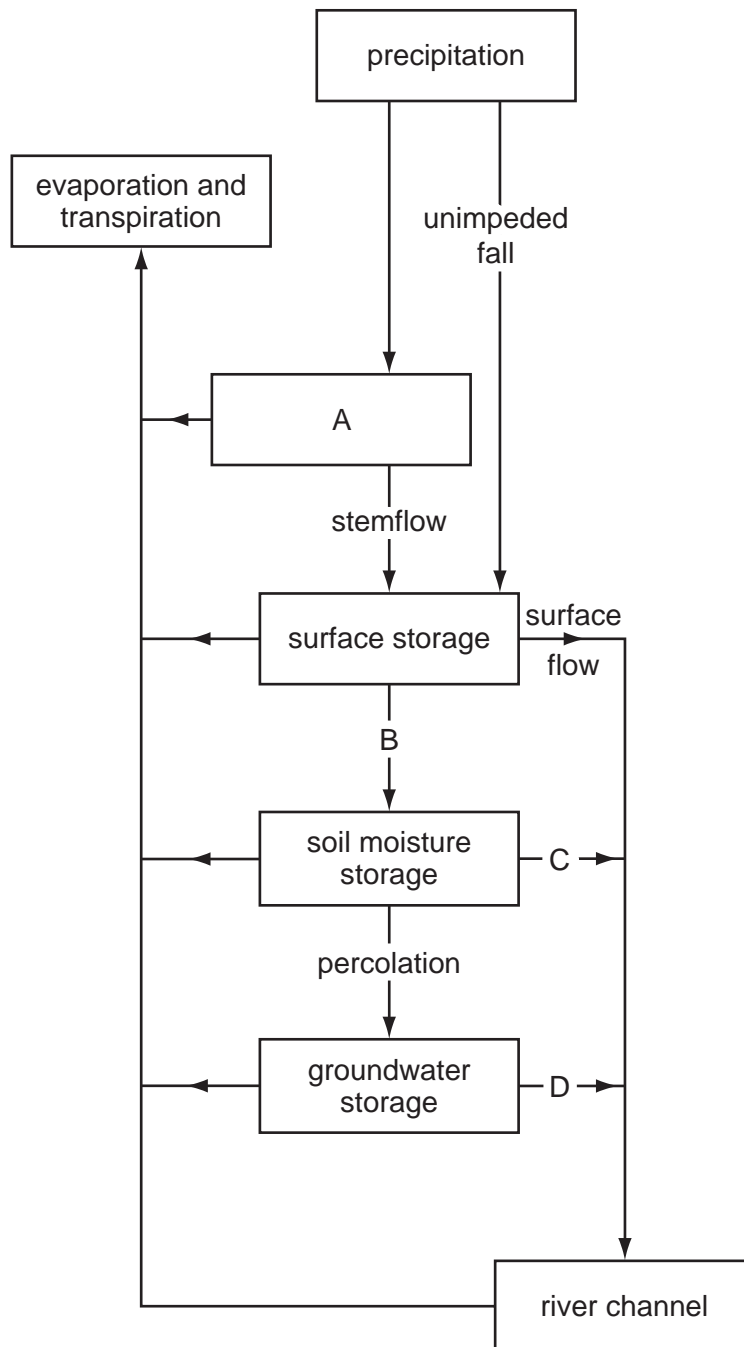 precipitation
evaporation and
transpiration
unimpeded
fall
A
stemflow
surface storage
surface
flow
B
soil moisture
storage
C
percolation
groundwater
storage
D
river channel